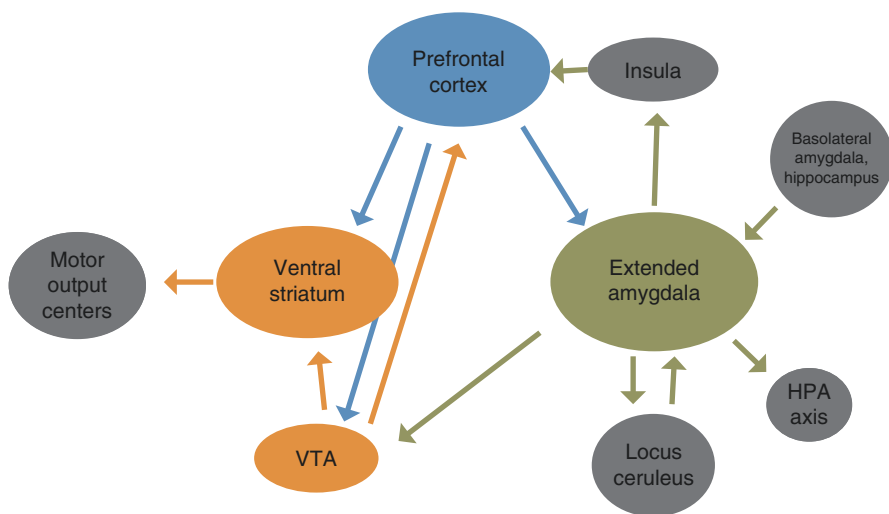 Prefrontal
cortex
Insula
Basolateral
amygdala,
hippocampus
Motor
output
centers
Ventral
striatum
Extended
amygdala
HPA
axis
VTA
Locus
ceruleus